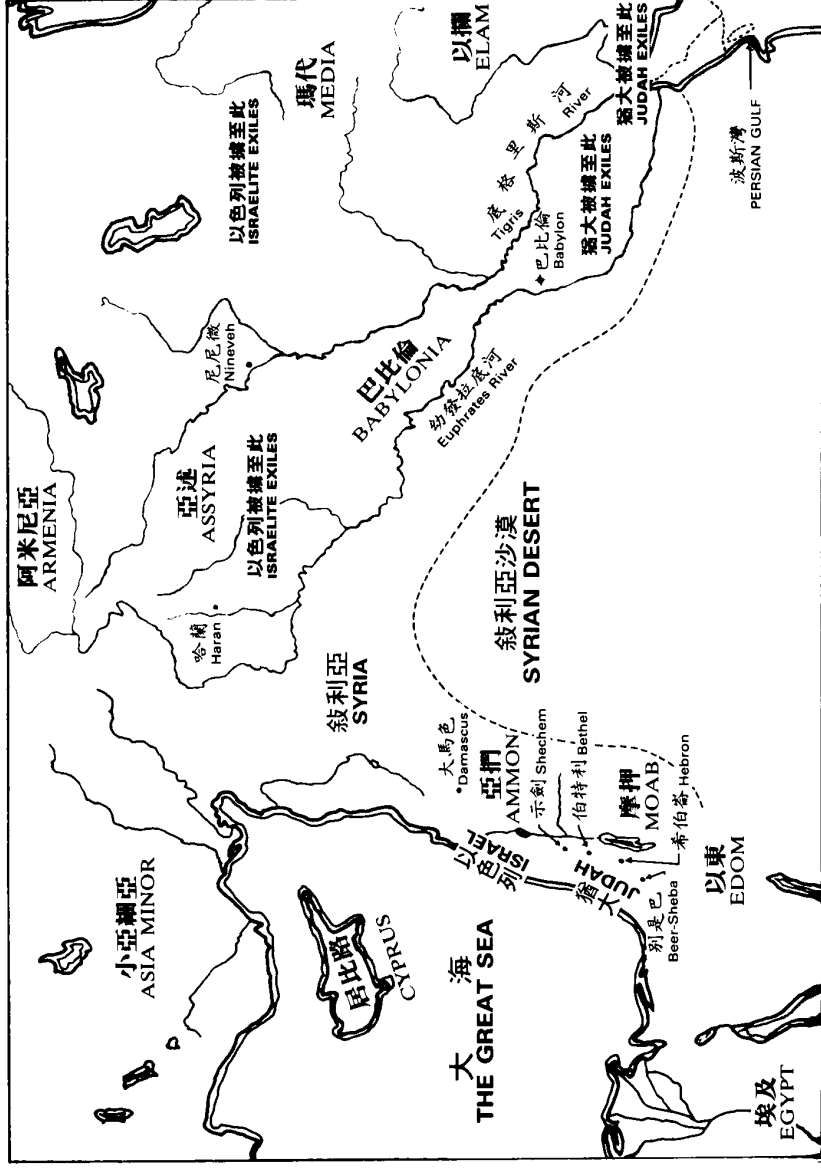 阿米尼亞
ARMENIA
小亞細亞
ASIA MINOR
亞述
ASSYRIA
以色列被擄至此
ISRAELITE EXILES
哈蘭
Haran
尼尼微
Nineveh
以色列被擄至此
ISRAELITE EXILES
瑪代
MEDIA
以攔
ELAM
巴比倫
BABYLONIA
幼發拉底河
Euphrates River
底格里斯河
Tigris River
巴比倫
Babylon
猶大被擄至此
JUDAH EXILES
猶大被擄至此
JUDAH EXILES
波斯灣
PERSIAN GULF
敍利亞
SYRIA
敍利亞沙漠
SYRIAN DESERT
居比路
CYPRUS
大海
THE GREAT SEA
大馬色
Damascus
亞捫
AMMON
以色列
ISRAEL
示劍 Shechem
伯特利 Bethel
猶大
JUDAH
摩押
MOAB
希伯崙 Hebron
別是巴
Beer-Sheba
以東
EDOM
埃及
EGYPT